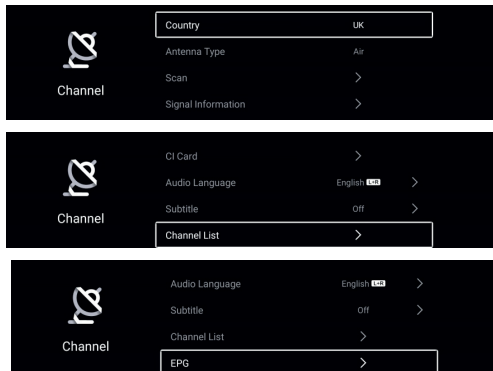 Country UK
Antenna Type Air
Scan
Channel
Signal Information
CI Card
Audio Language English L+R
Subtitle Off
Channel
Channel List
Audio Language English L+R
Subtitle Off
Channel List
Channel
EPG